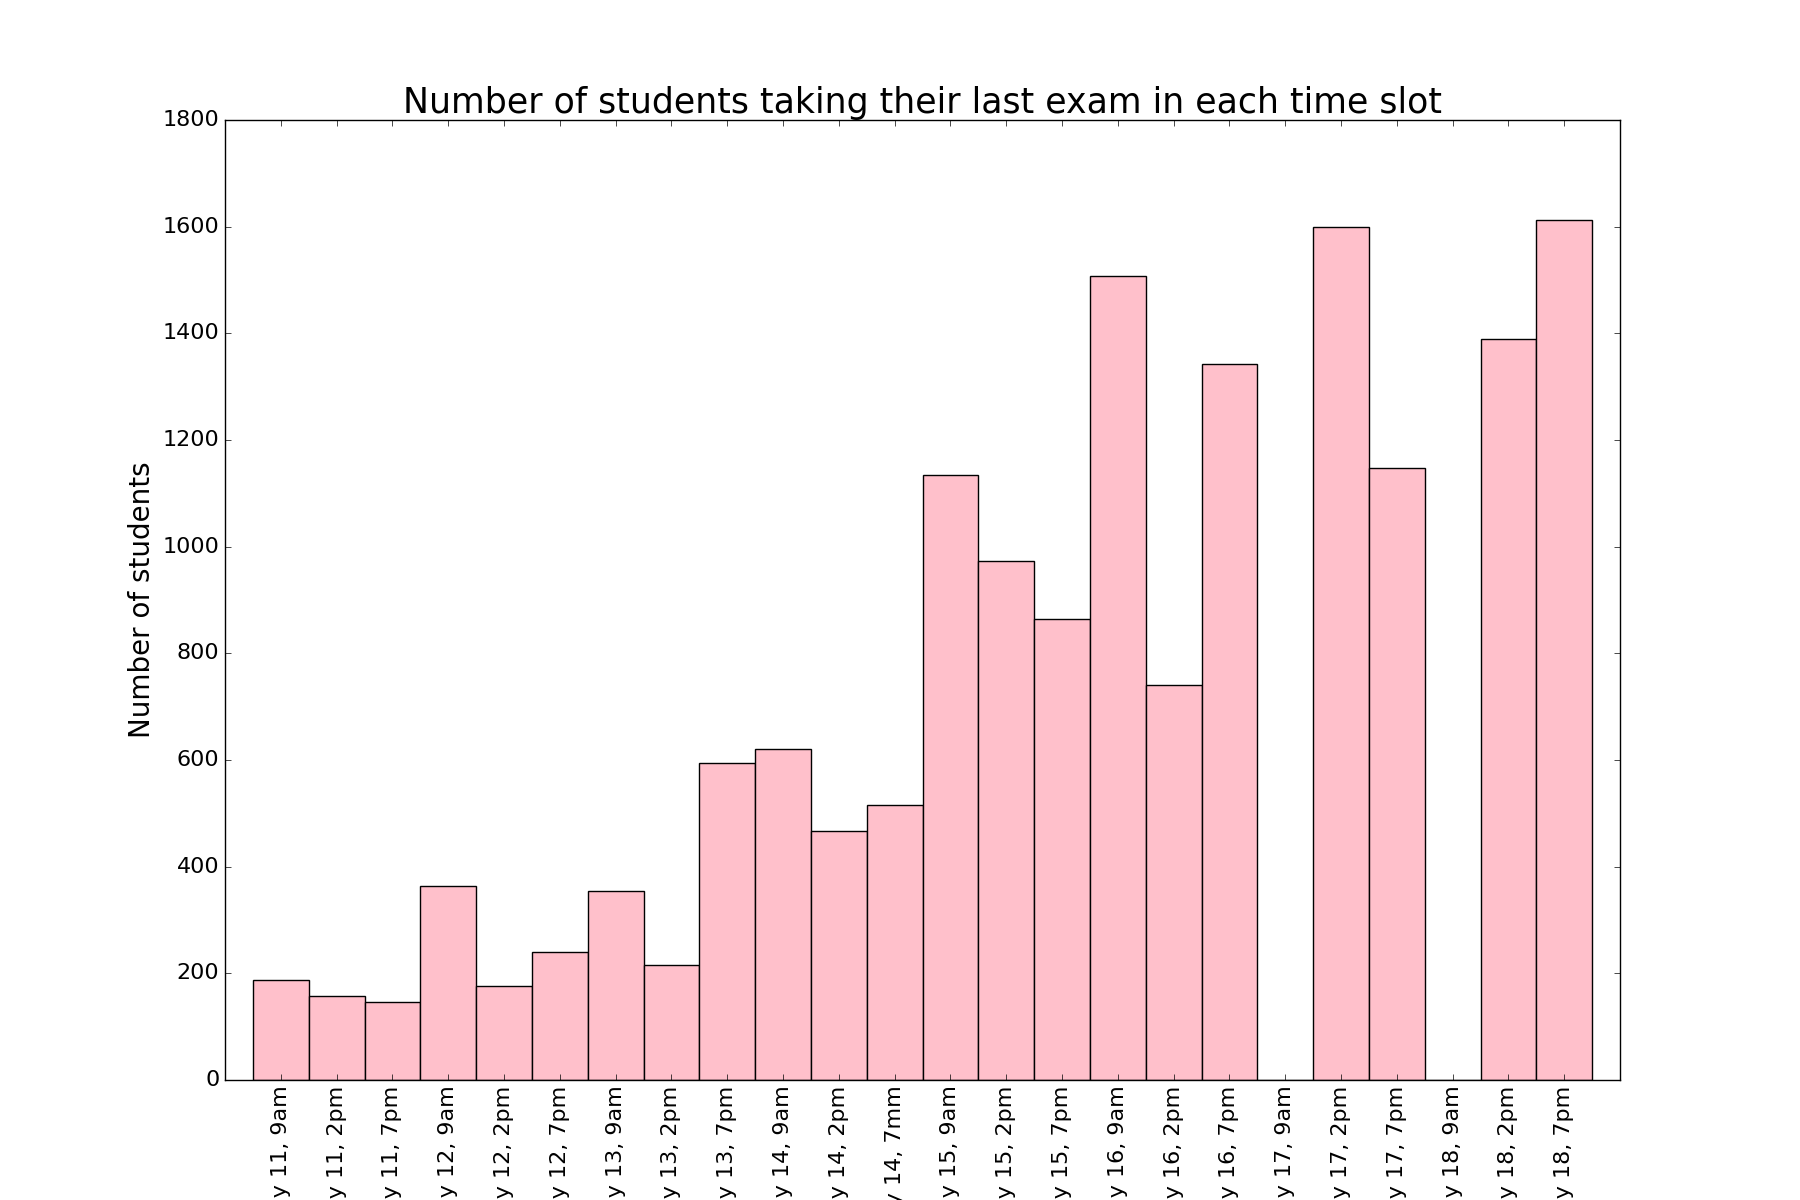 Number of students taking their last exam in each time slot
Number of students
1800
1600
1400
1200
1000
800
600
400
200
0
y 11, 9am
y 11, 2pm
y 11, 7pm
y 12, 9am
y 12, 2pm
y 12, 7pm
y 13, 9am
y 13, 2pm
y 13, 7pm
y 14, 9am
y 14, 2pm
y 14, 7mm
y 15, 9am
y 15, 2pm
y 15, 7pm
y 16, 9am
y 16, 2pm
y 16, 7pm
y 17, 9am
y 17, 2pm
y 17, 7pm
y 18, 9am
y 18, 2pm
y 18, 7pm